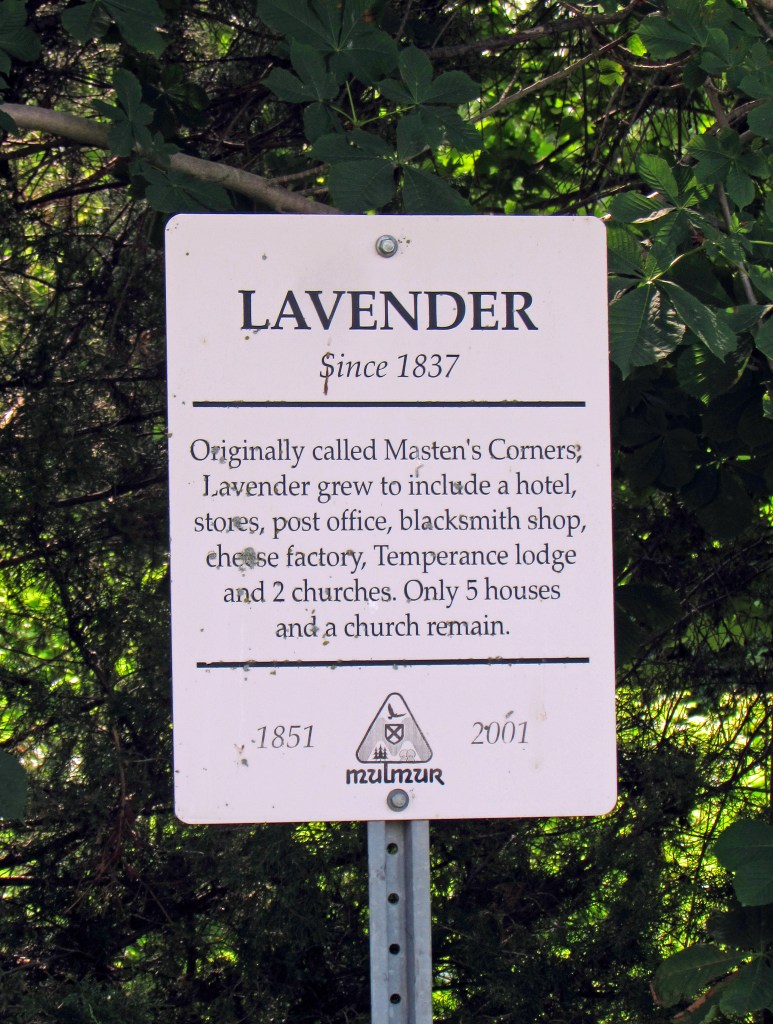 LAVENDER
Since 1837
Originally called Masten's Corners,
Lavender grew to include a hotel,
stores, post office, blacksmith shop,
cheese factory, Temperance lodge
and 2 churches. Only 5 houses
and a church remain.
1851 2001
mulmur